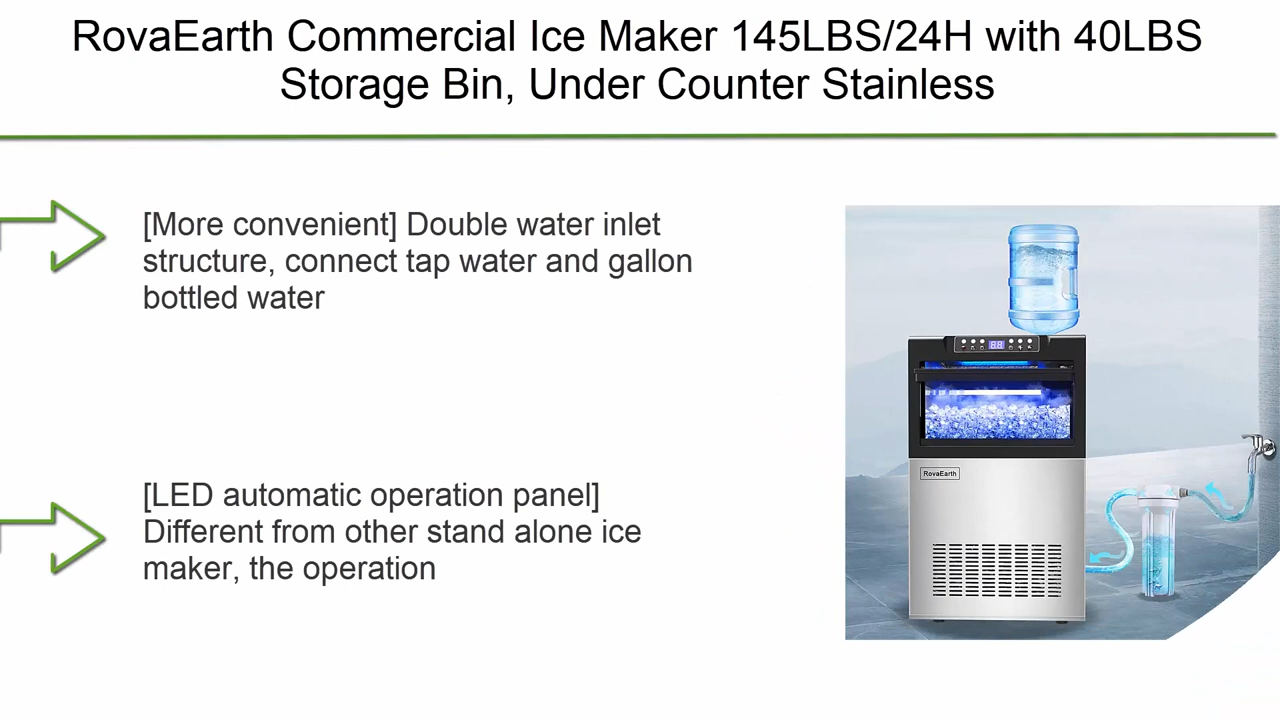 RovaEarth Commercial Ice Maker 145LBS/24H with 40LBS
Storage Bin, Under Counter Stainless
[More convenient] Double water inlet
structure, connect tap water and gallon
bottled water
[LED automatic operation panel]
Different from other stand alone ice
maker, the operation
88
RovaEarth